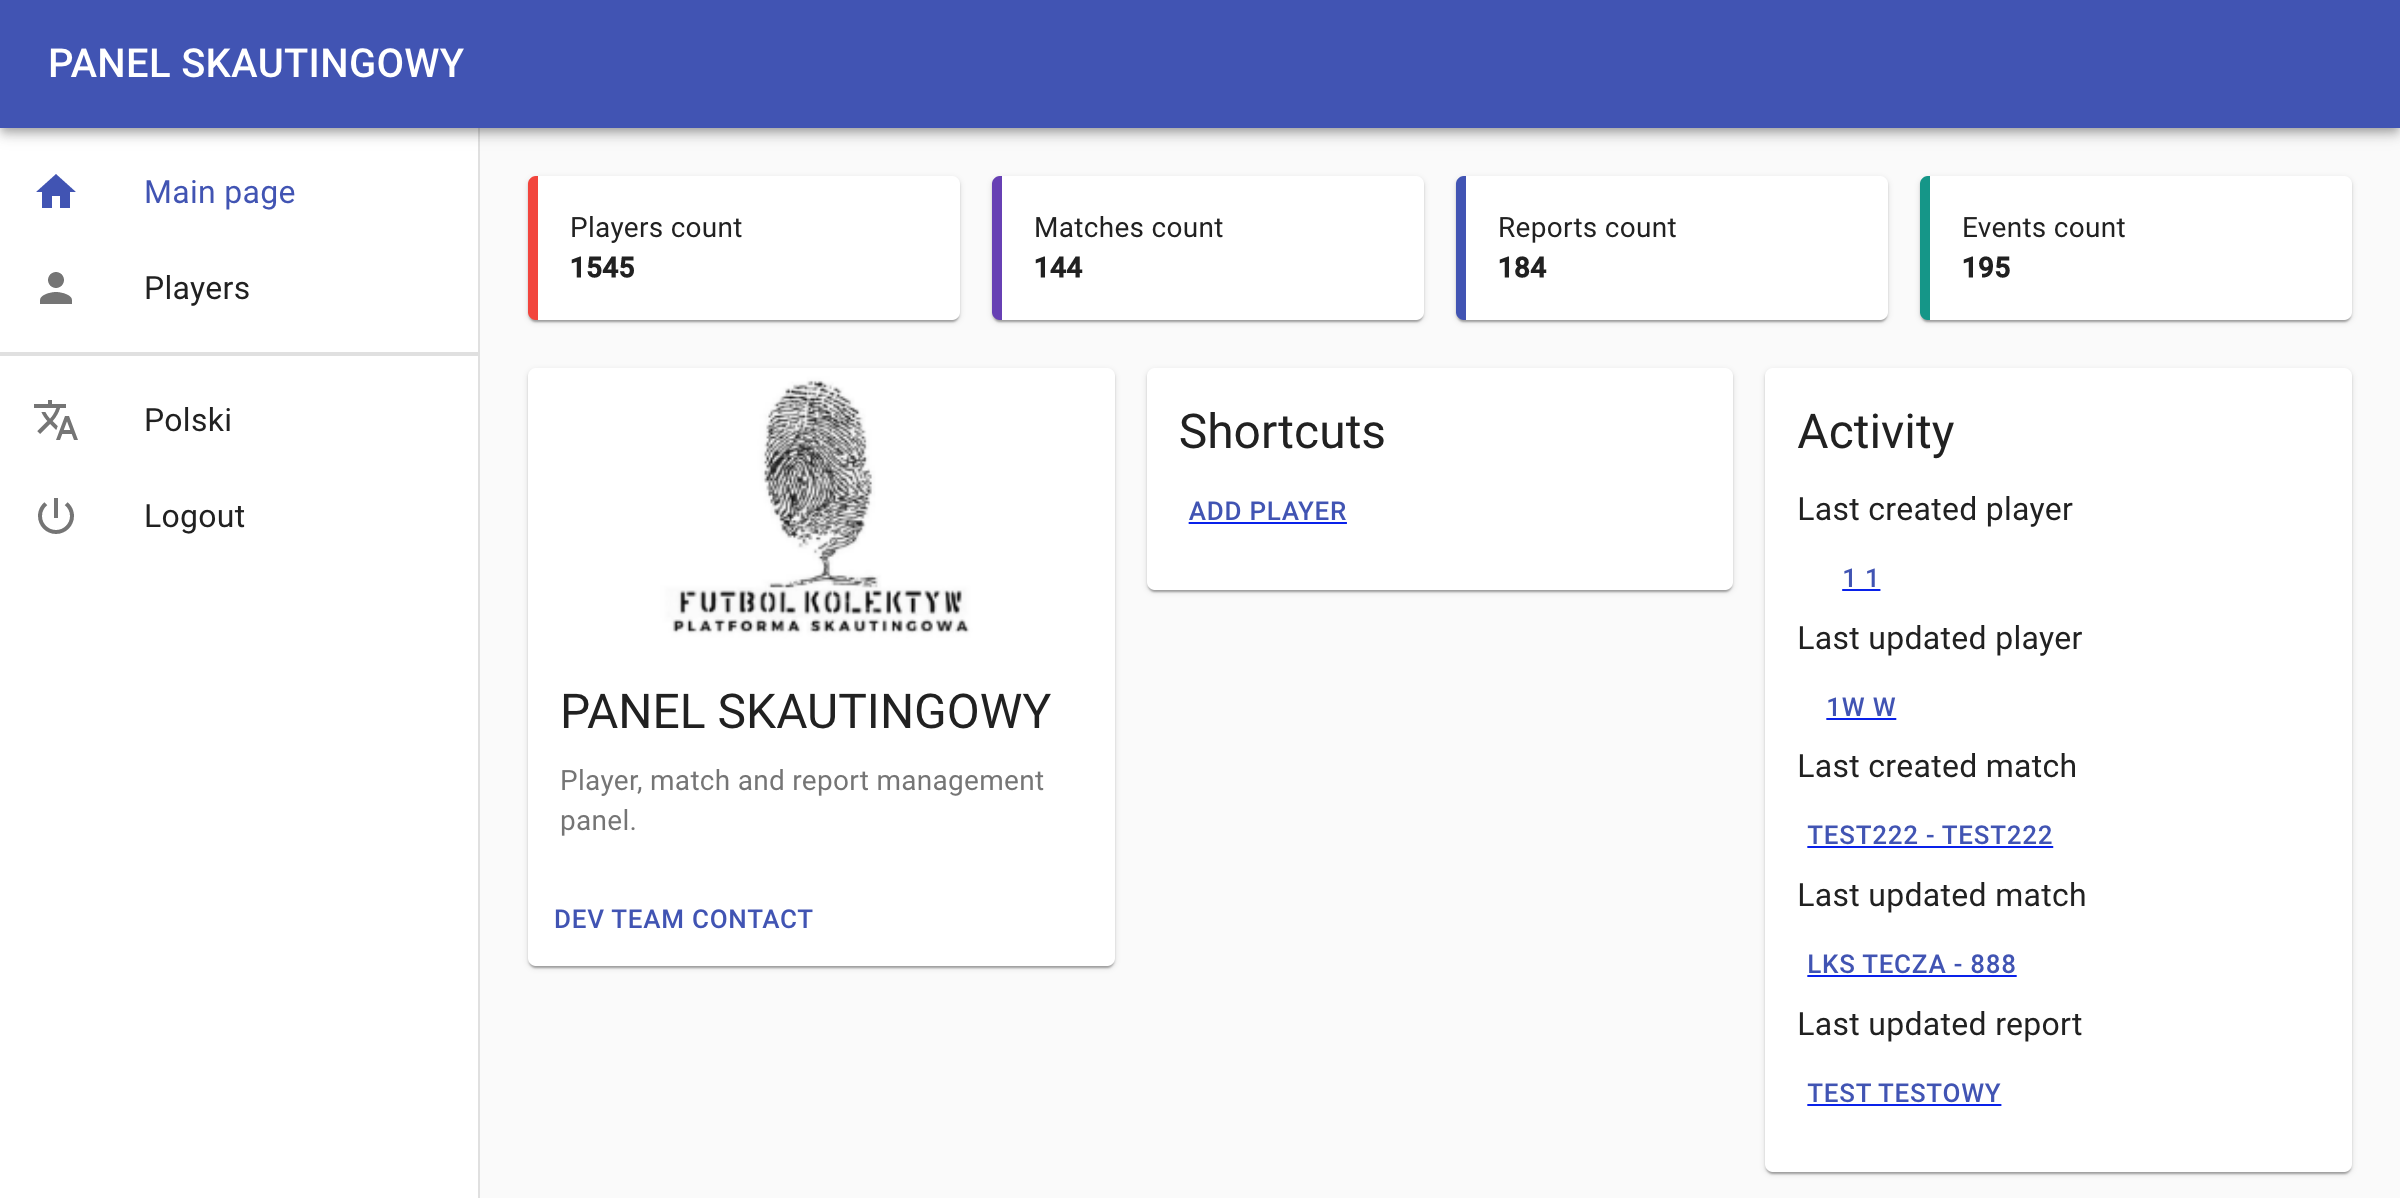 PANEL SKAUTINGOWY
Main page
Players
Polski
Logout
Players count
1545
Matches count
144
Reports count
184
Events count
195
FUTBOL KOLEKTYW
PLATFORMA SKAUTINGOWA
PANEL SKAUTINGOWY
Player, match and report management
panel.
DEV TEAM CONTACT
Shortcuts
ADD PLAYER
Activity
Last created player
1 1
Last updated player
1W W
Last created match
TEST222 - TEST222
Last updated match
LKS TECZA - 888
Last updated report
TEST TESTOWY